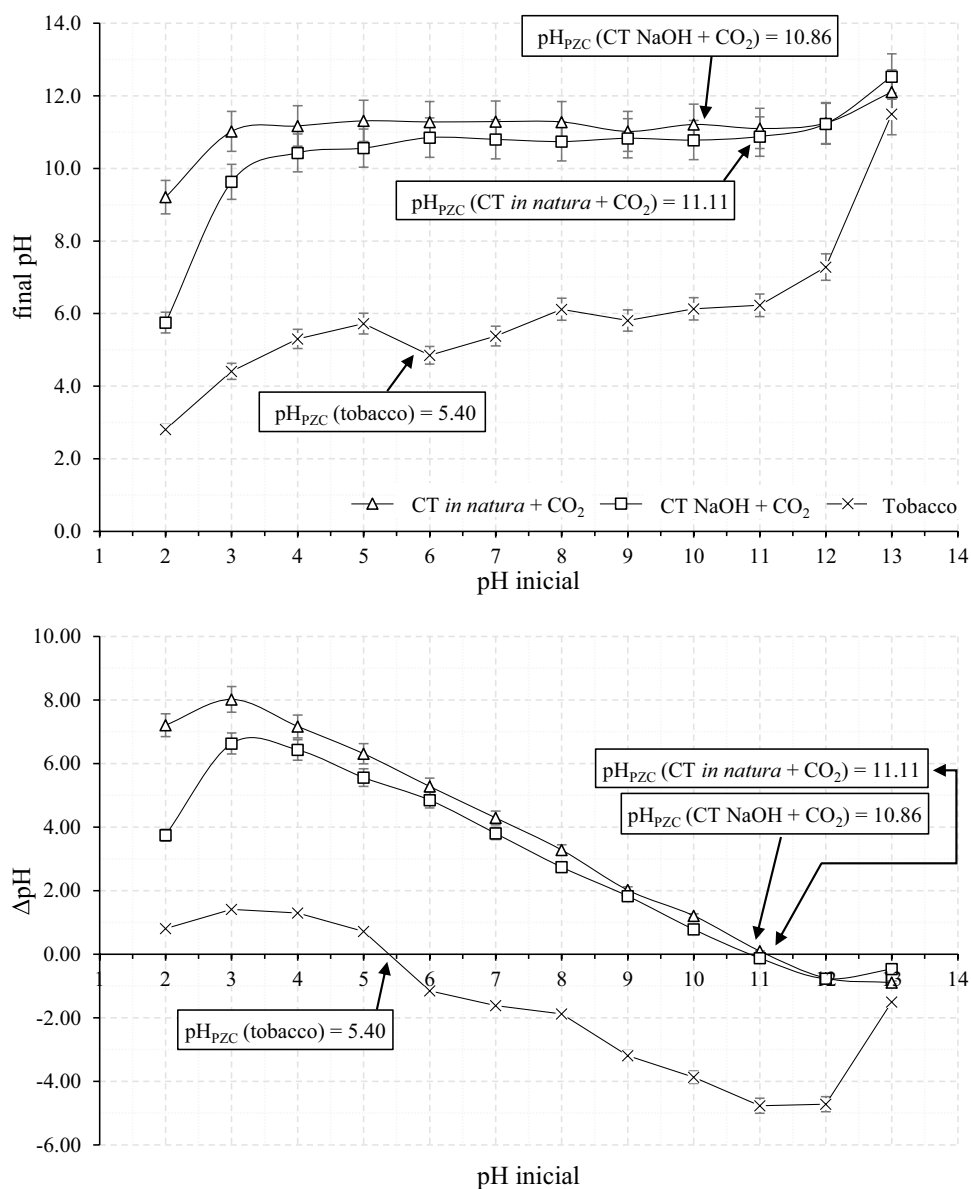 14.0
12.0
10.0
8.0
6.0
4.0
2.0
0.0
final pH
pH_PZC (CT NaOH + CO₂) = 10.86
pH_PZC (CT in natura + CO₂) = 11.11
pH_PZC (tobacco) = 5.40
CT in natura + CO₂ CT NaOH + CO₂ Tobacco
1 2 3 4 5 6 7 8 9 10 11 12 13 14
pH inicial
10.00
8.00
6.00
4.00
2.00
0.00
-2.00
-4.00
-6.00
ΔpH
pH_PZC (CT in natura + CO₂) = 11.11
pH_PZC (CT NaOH + CO₂) = 10.86
1 2 3 4 5 6 7 8 9 10 11 12 13 14
pH_PZC (tobacco) = 5.40
pH inicial